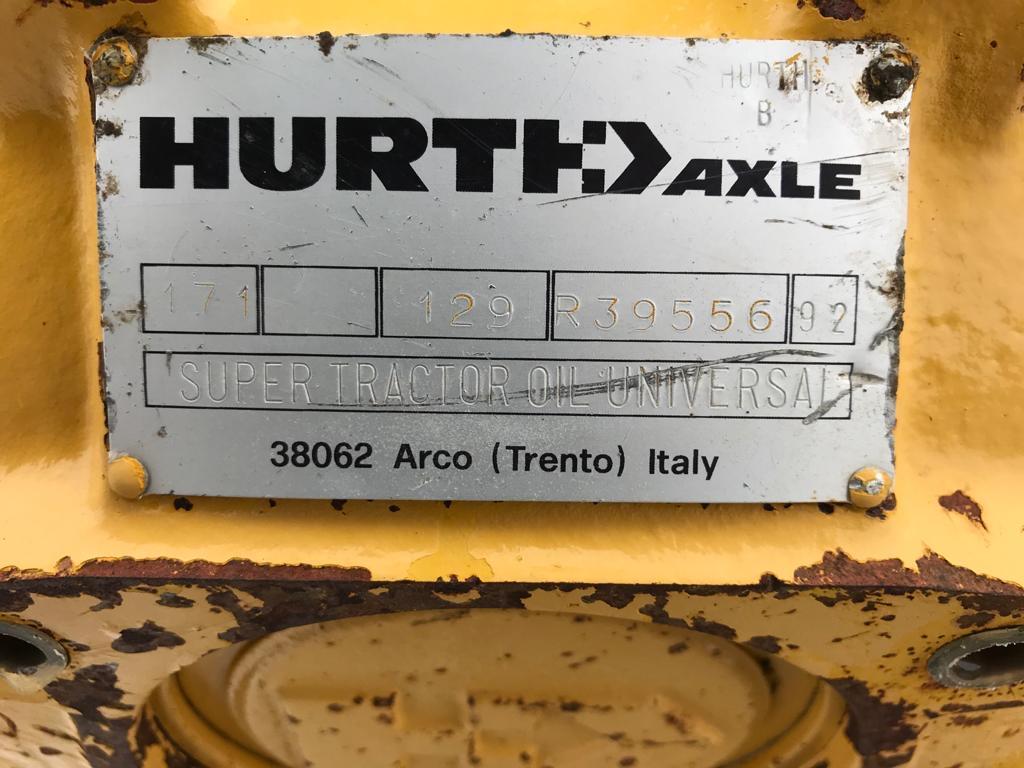 HURTH
B
HURTH AXLE
171 129 R39556 92
SUPER TRACTOR OIL UNIVERSAL
38062 Arco (Trento) Italy